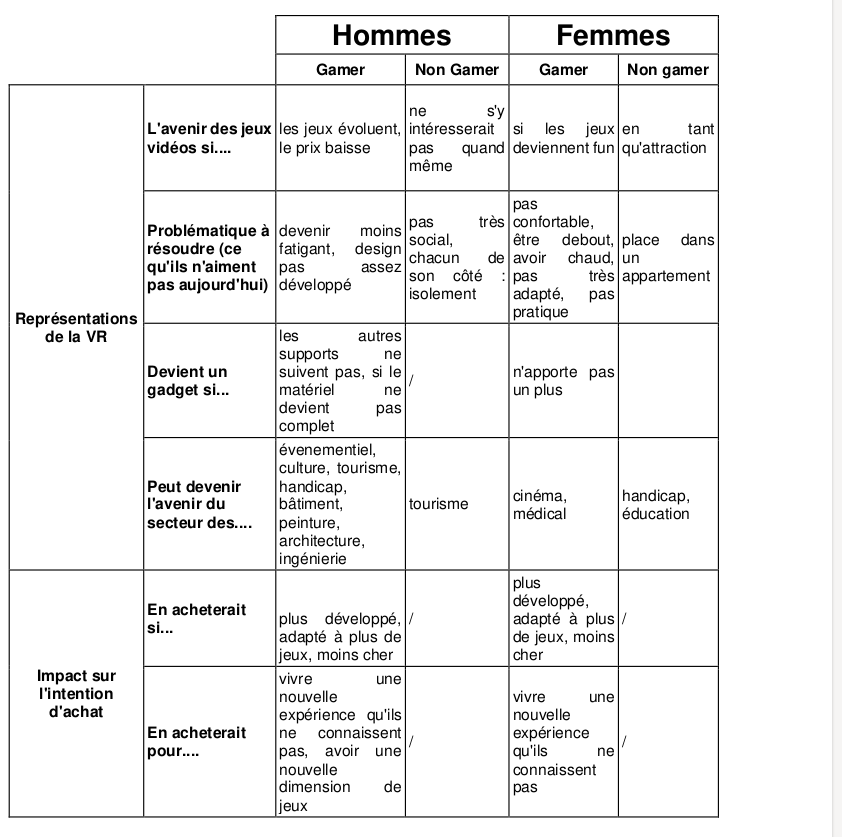 Hommes Femmes
Gamer Non Gamer Gamer Non gamer
Représentations
de la VR
L'avenir des jeux
vidéos si....
les jeux évoluent,
le prix baisse
ne s'y
intéresserait
pas quand
même
si les jeux
deviennent fun
en tant
qu'attraction
Problématique à
résoudre (ce
qu'ils n'aiment
pas aujourd'hui)
devenir moins
fatigant, design
pas assez
développé
pas très
social,
chacun de
son côté :
isolement
pas
confortable,
être debout,
avoir chaud,
pas très
adapté, pas
pratique
place dans
un
appartement
Devient un
gadget si...
les autres
supports ne
suivent pas, si le
matériel ne
devient pas
complet
/
n'apporte pas
un plus
Peut devenir
l'avenir du
secteur des....
évenementiel,
culture, tourisme,
handicap,
bâtiment,
peinture,
architecture,
ingénierie
tourisme
cinéma,
médical
handicap,
éducation
Impact sur
l'intention
d'achat
En acheterait
si...
plus développé,
adapté à plus de
jeux, moins cher
/
plus
développé,
adapté à plus
de jeux, moins
cher
/
En acheterait
pour....
vivre une
nouvelle
expérience qu'ils
ne connaissent
pas, avoir une
nouvelle
dimension de
jeux
/
vivre une
nouvelle
expérience
qu'ils ne
connaissent
pas
/